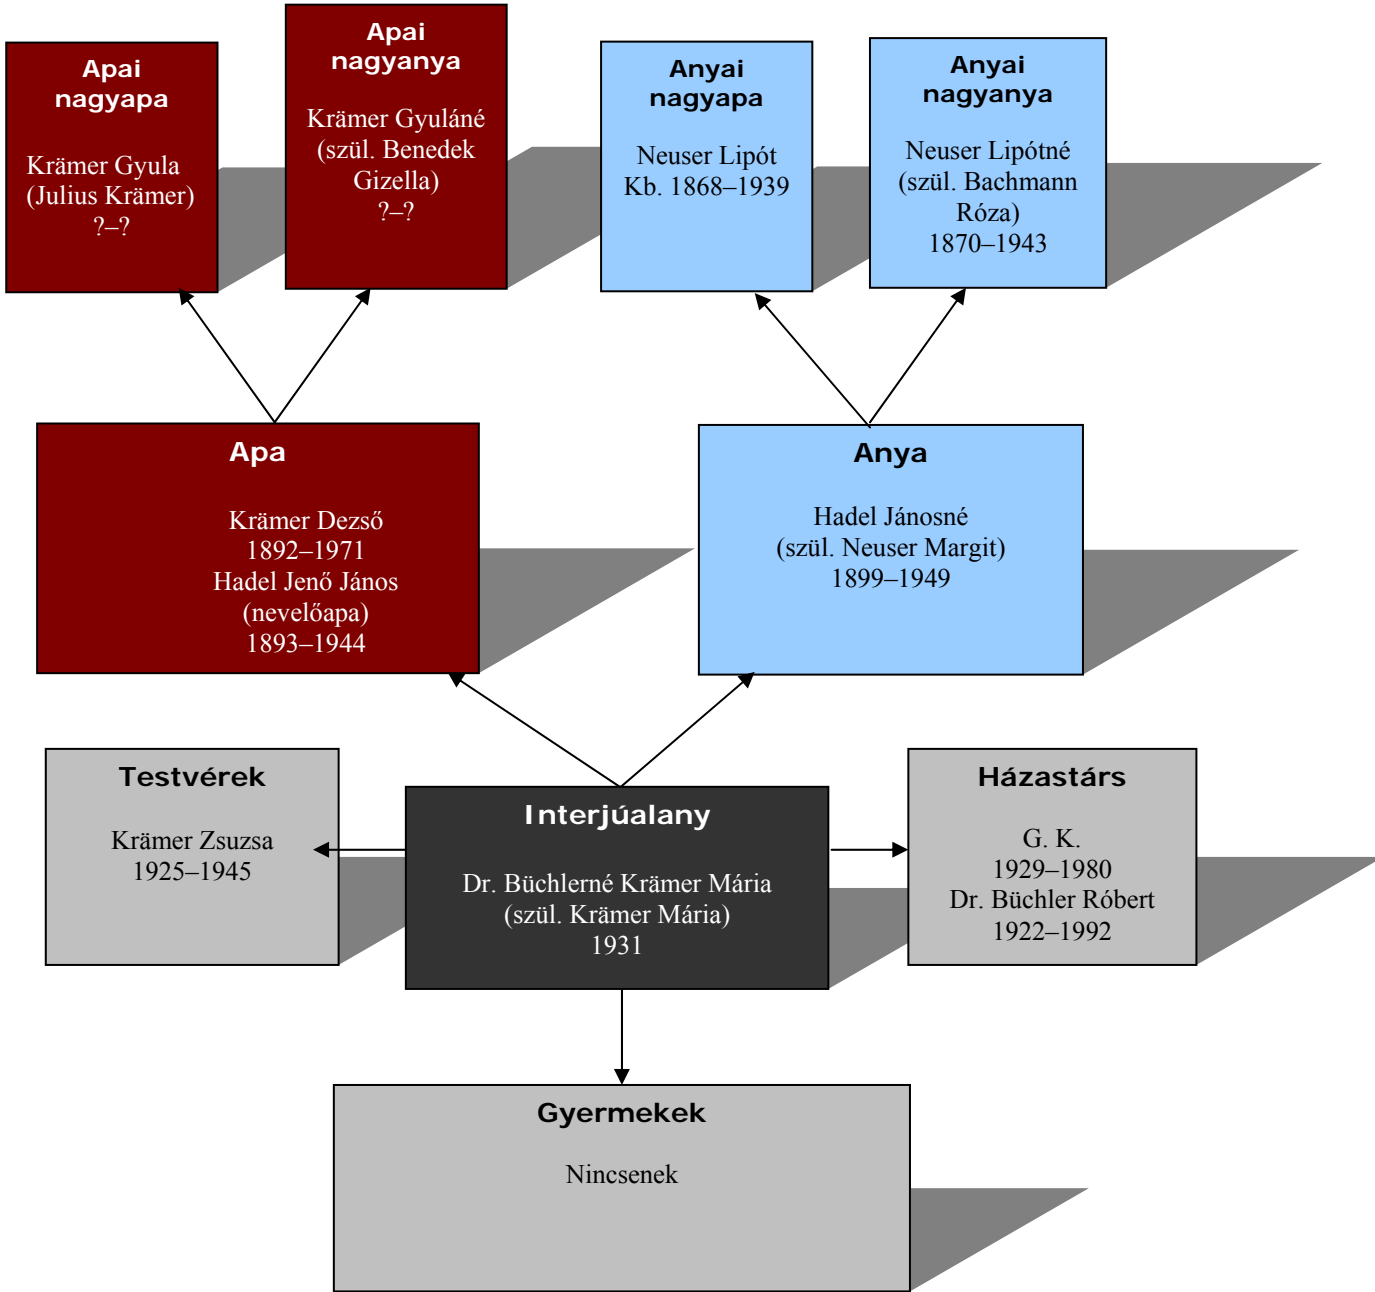 Apai
nagyapa
Krämer Gyula
(Julius Krämer)
?–?
Apai
nagyanya
Krämer Gyuláné
(szül. Benedek
Gizella)
?–?
Anyai
nagyapa
Neuser Lipót
Kb. 1868–1939
Anyai
nagyanya
Neuser Lipótné
(szül. Bachmann
Róza)
1870–1943
Apa
Krämer Dezső
1892–1971
Hadel Jenő János
(nevelőapa)
1893–1944
Anya
Hadel Jánosné
(szül. Neuser Margit)
1899–1949
Testvérek
Krämer Zsuzsa
1925–1945
Interjúalany
Dr. Büchlerné Krämer Mária
(szül. Krämer Mária)
1931
Házastárs
G. K.
1929–1980
Dr. Büchler Róbert
1922–1992
Gyermekek
Nincsenek